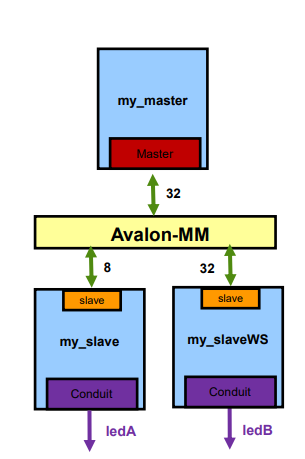 my_master
Master
32
Avalon-MM
8
32
slave
slave
my_slave
my_slaveWS
Conduit
Conduit
ledA
ledB